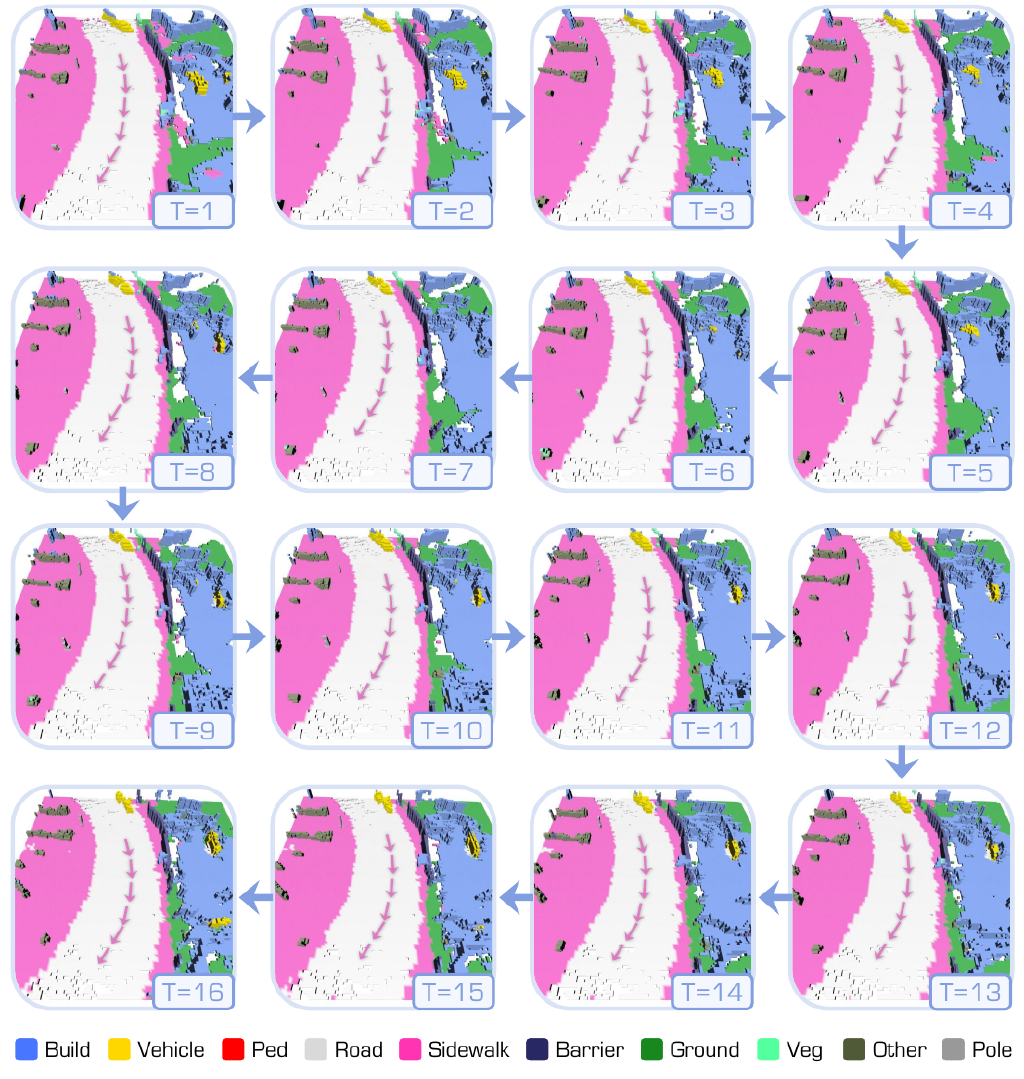 T=1
T=2
T=3
T=4
T=8
T=7
T=6
T=5
T=9
T=10
T=11
T=12
T=16
T=15
T=14
T=13
Build Vehicle Ped Road Sidewalk Barrier Ground Veg Other Pole